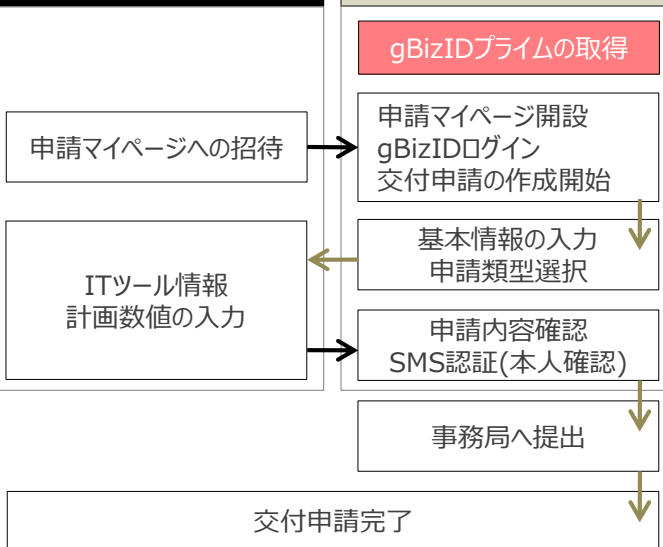 gBizIDプライムの取得
申請マイページへの招待
申請マイページ開設
gBizIDログイン
交付申請の作成開始
基本情報の入力
申請類型選択
ITツール情報
計画数値の入力
申請内容確認
SMS認証(本人確認)
事務局へ提出
交付申請完了